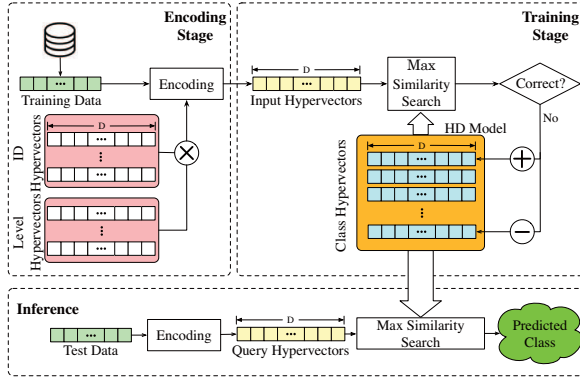 Encoding
Stage
Training
Stage
D
Training Data
Encoding
Input Hypervectors
Max
Similarity
Search
Correct?
No
ID
Hypervectors
D
Level
Hypervectors
HD Model
D
Class Hypervectors
Inference
Test Data
Encoding
D
Query Hypervectors
Max Similarity
Search
Predicted
Class